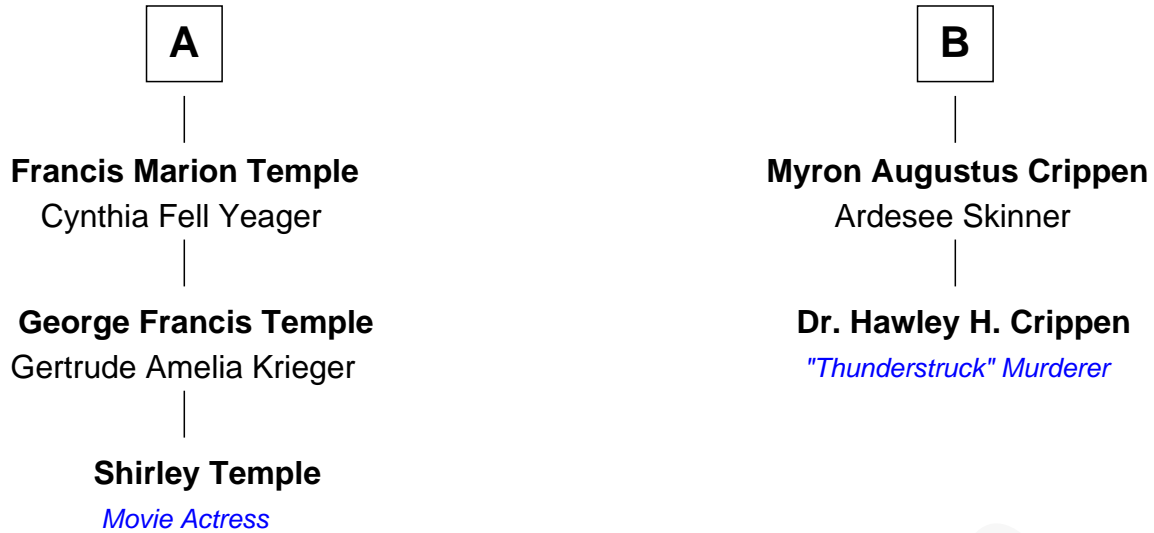 A
Francis Marion Temple
Cynthia Fell Yeager
George Francis Temple
Gertrude Amelia Krieger
Shirley Temple
Movie Actress
B
Myron Augustus Crippen
Ardesee Skinner
Dr. Hawley H. Crippen
"Thunderstruck" Murderer